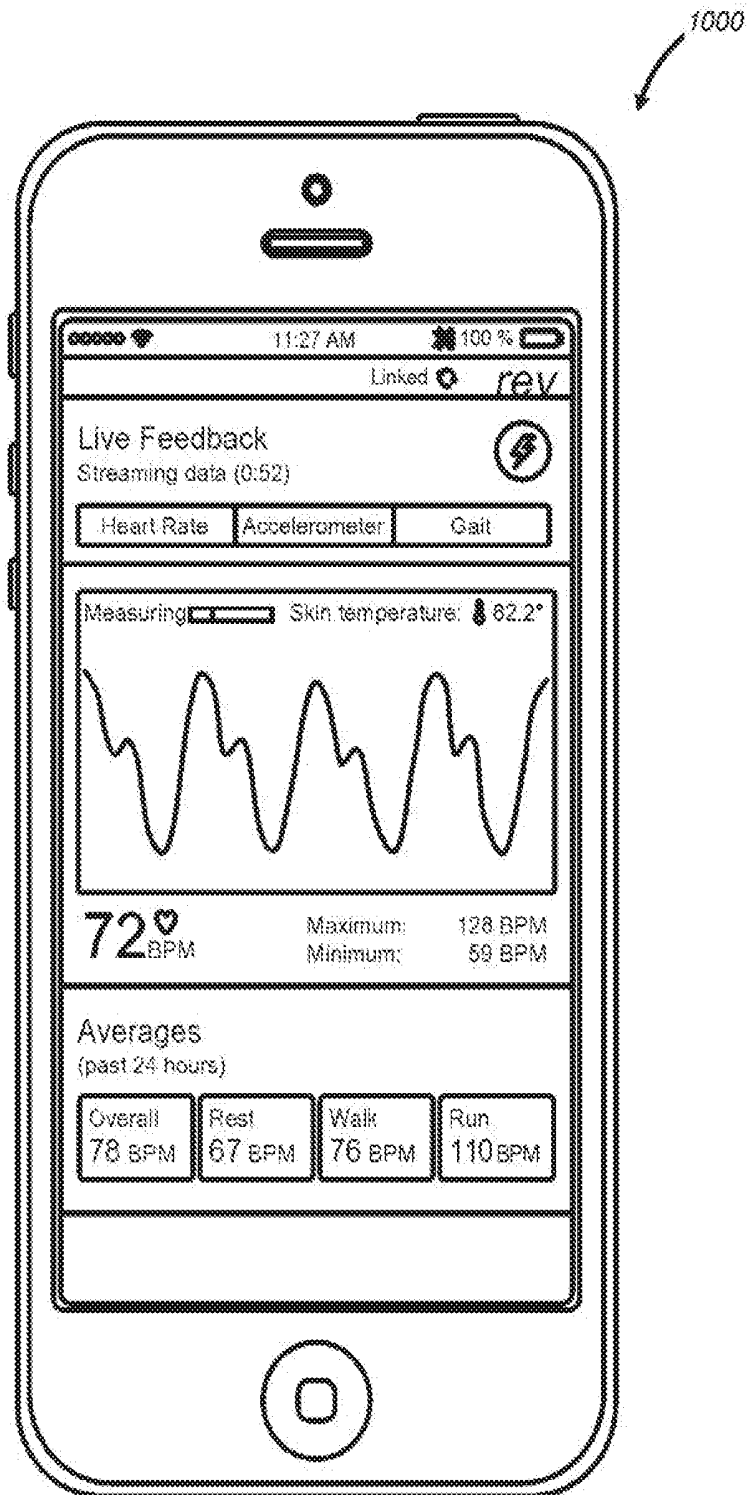 1000
11:27 AM 100 %
Linked rev
Live Feedback
Streaming data (0:52)
Heart Rate Accelerometer Gait
Measuring Skin temperature: 82.2°
72 BPM
Maximum: 128 BPM
Minimum: 59 BPM
Averages
(past 24 hours)
Overall Rest Walk Run
78 BPM 67 BPM 76 BPM 110 BPM